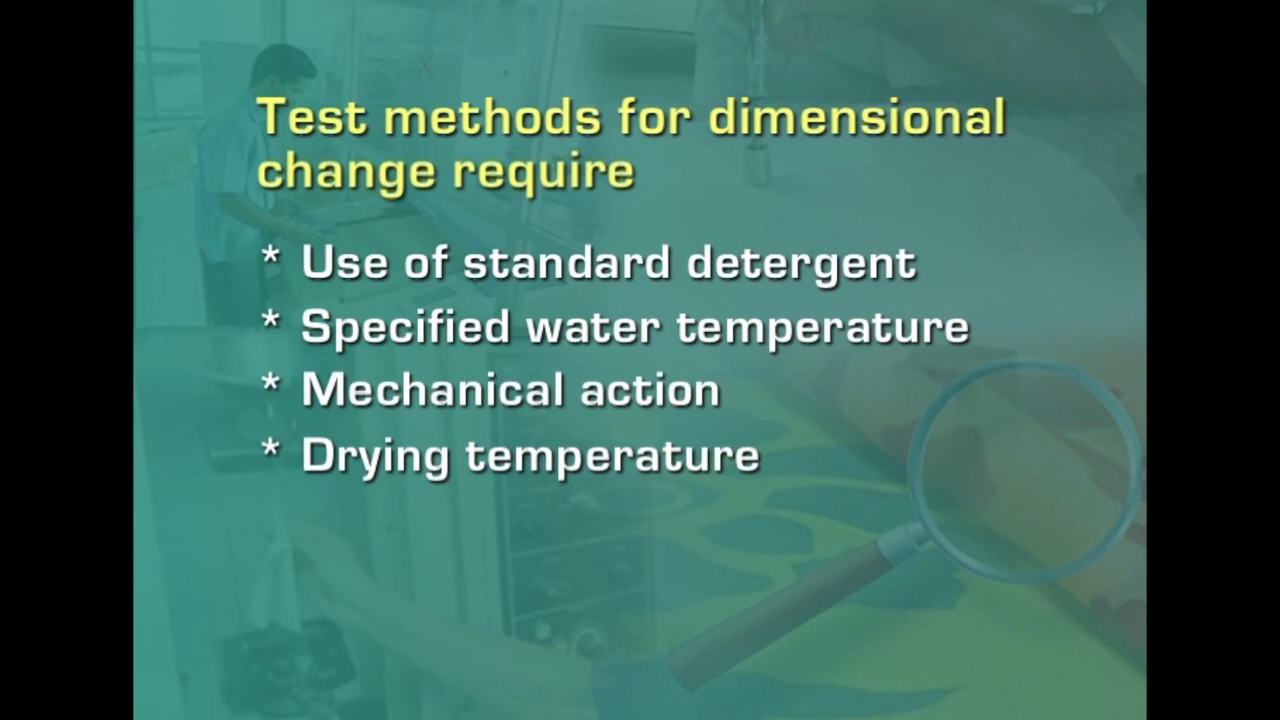 Test methods for dimensional
change require
* Use of standard detergent
* Specified water temperature
* Mechanical action
* Drying temperature